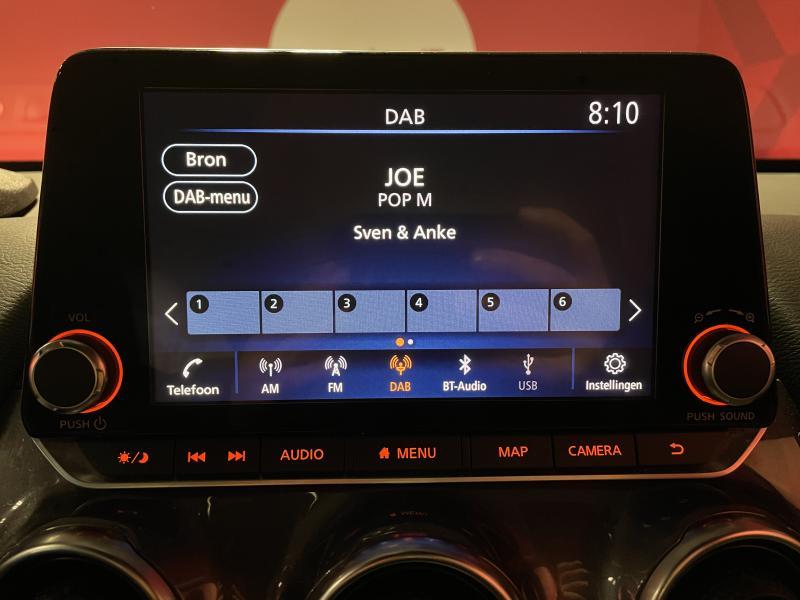 DAB 8:10
Bron
JOE
DAB-menu
POP M
Sven & Anke
1 2 3 4 5 6
Telefoon AM FM DAB BT-Audio USB Instellingen
VOL
PUSH
PUSH SOUND
AUDIO MENU MAP CAMERA